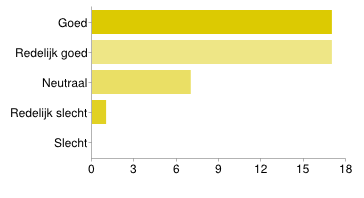 Goed
Redelijk goed
Neutraal
Redelijk slecht
Slecht
0 3 6 9 12 15 18